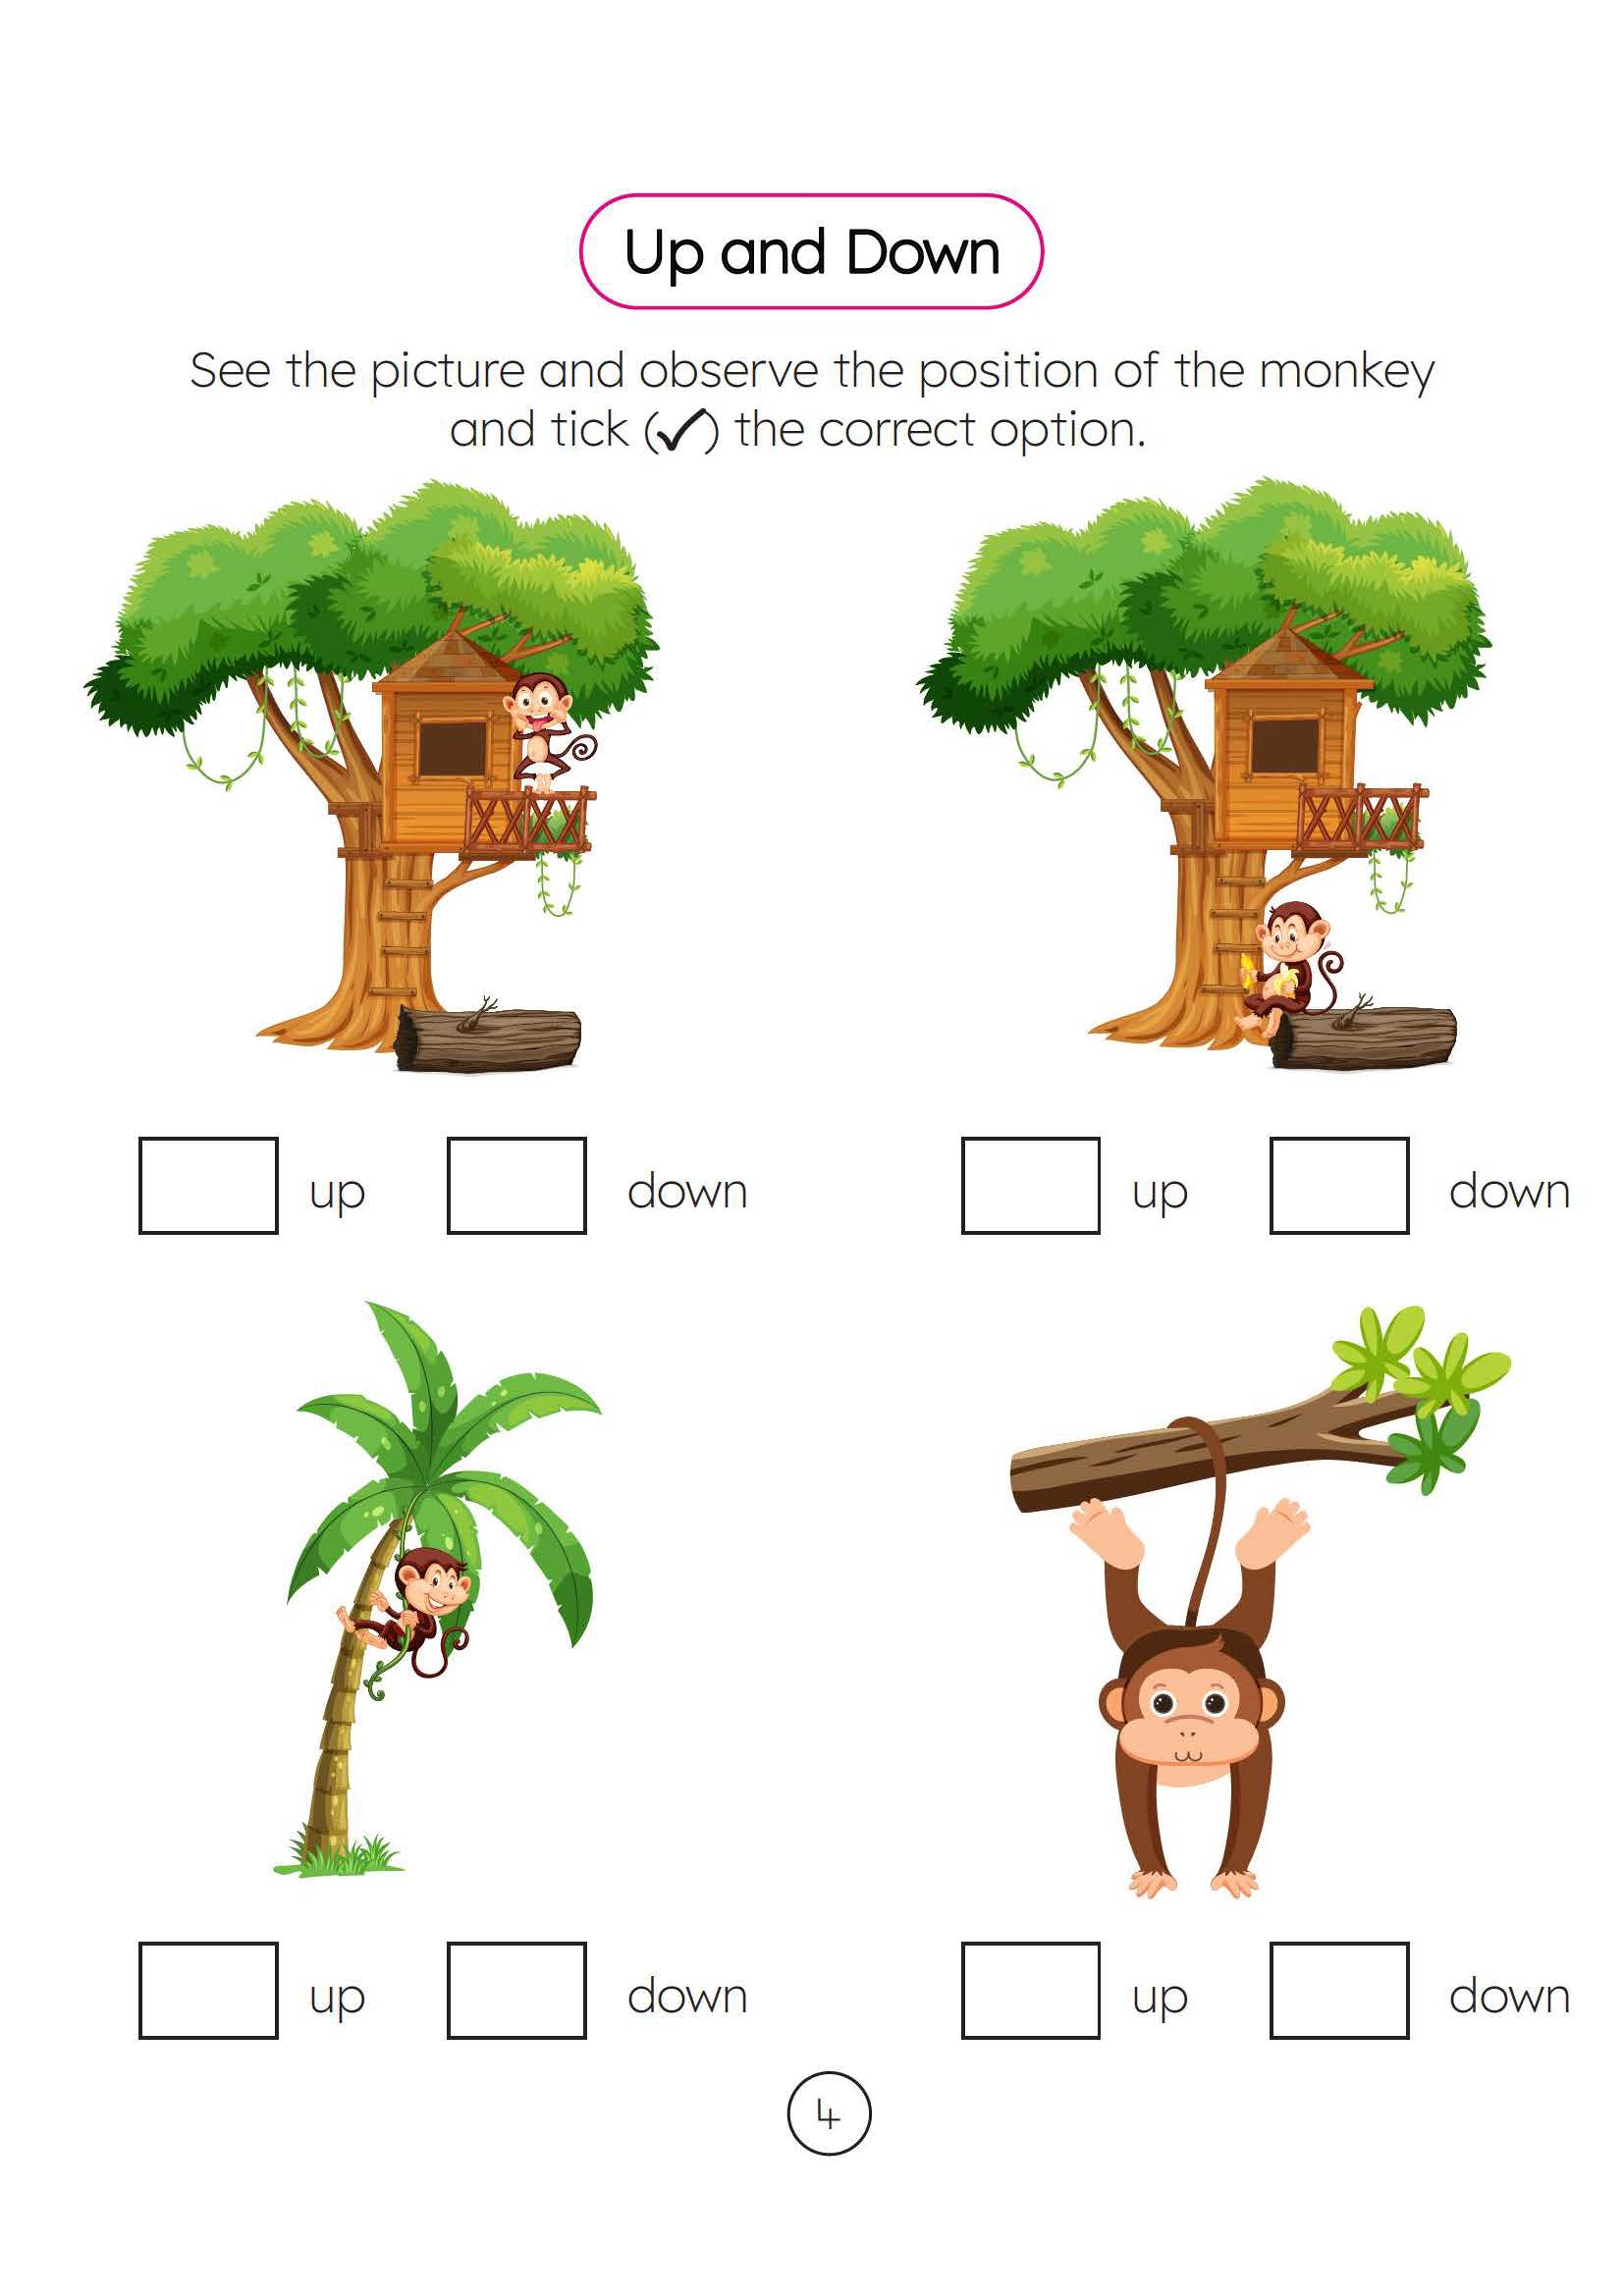 Up and Down
See the picture and observe the position of the monkey
and tick (✓) the correct option.
up down up down
up down up down
4